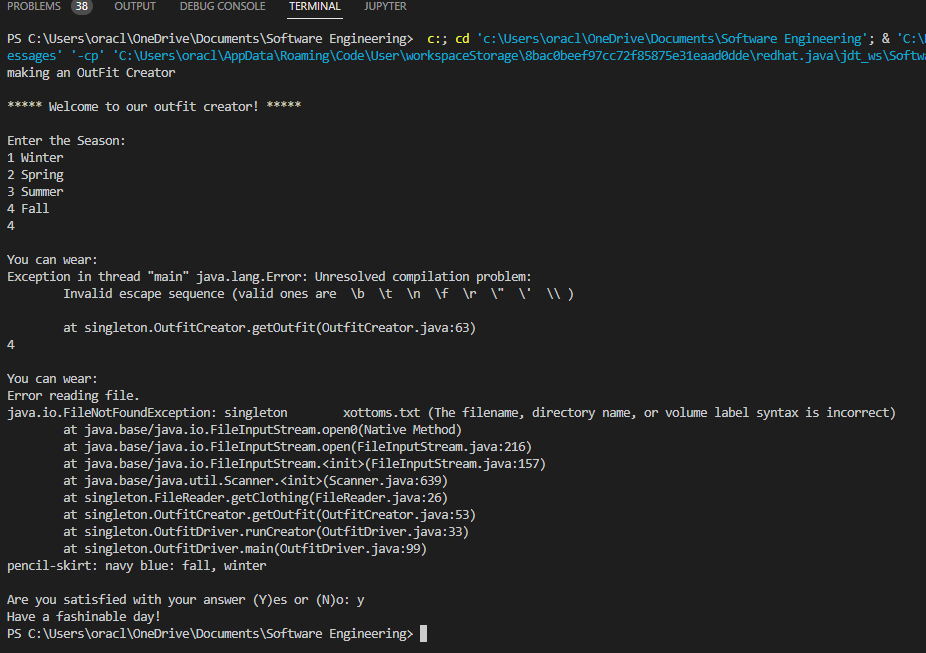 PROBLEMS 38 OUTPUT DEBUG CONSOLE TERMINAL JUPYTER
PS C:\Users\oracl\OneDrive\Documents\Software Engineering> c:; cd 'c:\Users\oracl\OneDrive\Documents\Software Engineering'; & 'C:\
essages' '-cp' 'C:\Users\oracl\AppData\Roaming\Code\User\workspaceStorage\8bac0beef97cc72f85875e31eaad0dde\redhat.java\jdt_ws\Softw
making an OutFit Creator
***** Welcome to our outfit creator! *****
Enter the Season:
1 Winter
2 Spring
3 Summer
4 Fall
4
You can wear:
Exception in thread "main" java.lang.Error: Unresolved compilation problem:
Invalid escape sequence (valid ones are \b \t \n \f \r \" \' \\ )
at singleton.OutfitCreator.getOutfit(OutfitCreator.java:63)
4
You can wear:
Error reading file.
java.io.FileNotFoundException: singleton xottoms.txt (The filename, directory name, or volume label syntax is incorrect)
at java.base/java.io.FileInputStream.open0(Native Method)
at java.base/java.io.FileInputStream.open(FileInputStream.java:216)
at java.base/java.io.FileInputStream.<init>(FileInputStream.java:157)
at java.base/java.util.Scanner.<init>(Scanner.java:639)
at singleton.FileReader.getClothing(FileReader.java:26)
at singleton.OutfitCreator.getOutfit(OutfitCreator.java:53)
at singleton.OutfitDriver.runCreator(OutfitDriver.java:33)
at singleton.OutfitDriver.main(OutfitDriver.java:99)
pencil-skirt: navy blue: fall, winter
Are you satisfied with your answer (Y)es or (N)o: y
Have a fashinable day!
PS C:\Users\oracl\OneDrive\Documents\Software Engineering>